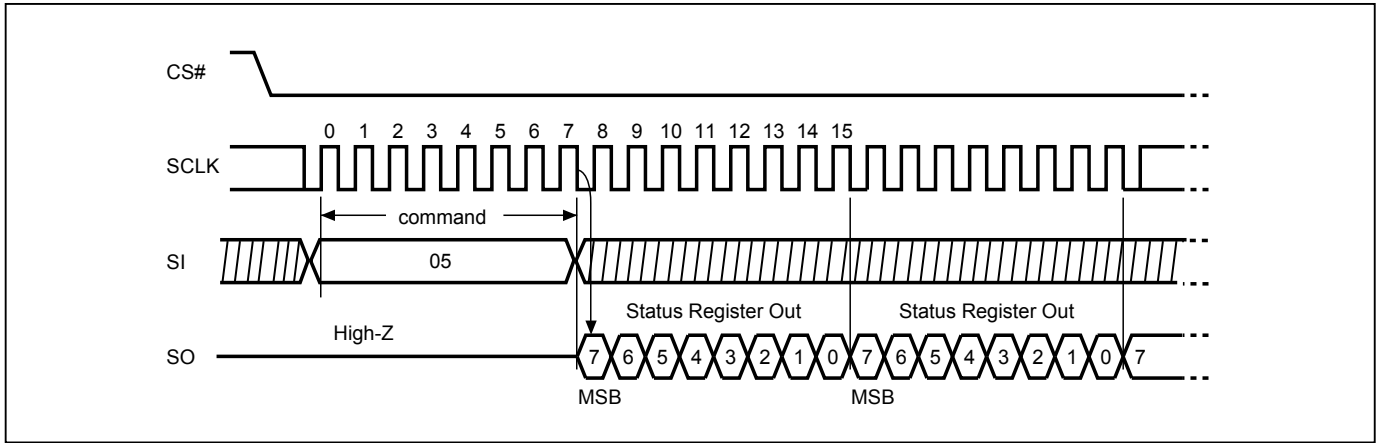 CS#
0 1 2 3 4 5 6 7 8 9 10 11 12 13 14 15
SCLK
command
SI
05
Status Register Out Status Register Out
High-Z
SO
7 6 5 4 3 2 1 0 7 6 5 4 3 2 1 0 7
MSB MSB